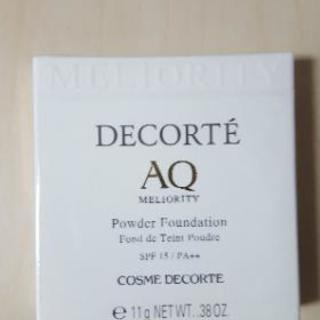 MELIORITY
DECORTÉ
AQ
MELIORITY
Powder Foundation
Fond de Teint Poudre
SPF 15 / PA++
COSME DECORTE
℮ 11g NET WT. .38 OZ.